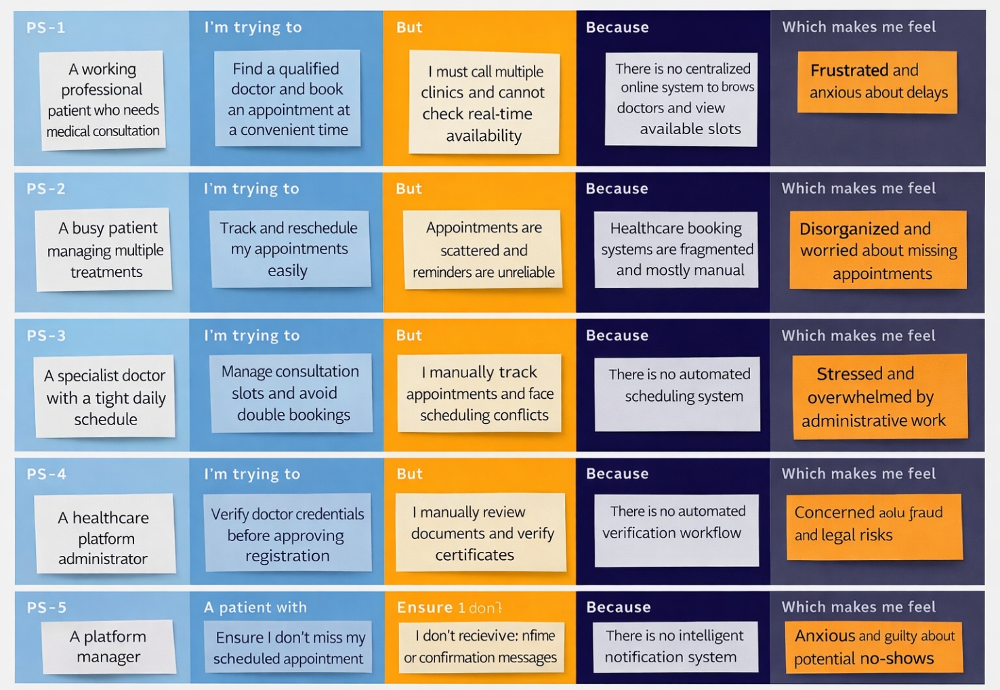 PS-1
A working
professional
patient who needs
medical consultation
I'm trying to
Find a qualified
doctor and book
an appointment at
a convenient time
But
I must call multiple
clinics and cannot
check real-time
availability
Because
There is no centralized
online system to brows
doctors and view
available slots
Which makes me feel
Frustrated and
anxious about delays
PS-2
A busy patient
managing multiple
treatments
I'm trying to
Track and reschedule
my appointments
easily
But
Appointments are
scattered and
reminders are unreliable
Because
Healthcare booking
systems are fragmented
and mostly manual
Which makes me feel
Disorganized and
worried about missing
appointments
PS-3
A specialist doctor
with a tight daily
schedule
I'm trying to
Manage consultation
slots and avoid
double bookings
But
I manually track
appointments and face
scheduling conflicts
Because
There is no automated
scheduling system
Which makes me feel
Stressed and
overwhelmed by
administrative work
PS-4
A healthcare
platform
administrator
I'm trying to
Verify doctor credentials
before approving
registration
But
I manually review
documents and verify
certificates
Because
There is no automated
verification workflow
Which makes me feel
Concerned aolu fraud
and legal risks
PS-5
A platform
manager
A patient with
Ensure I don't miss my
scheduled appointment
Ensure 1
I don't recievive: nfime
or confirmation messages
Because
There is no intelligent
notification system
Which makes me feel
Anxious and guilty about
potential no-shows